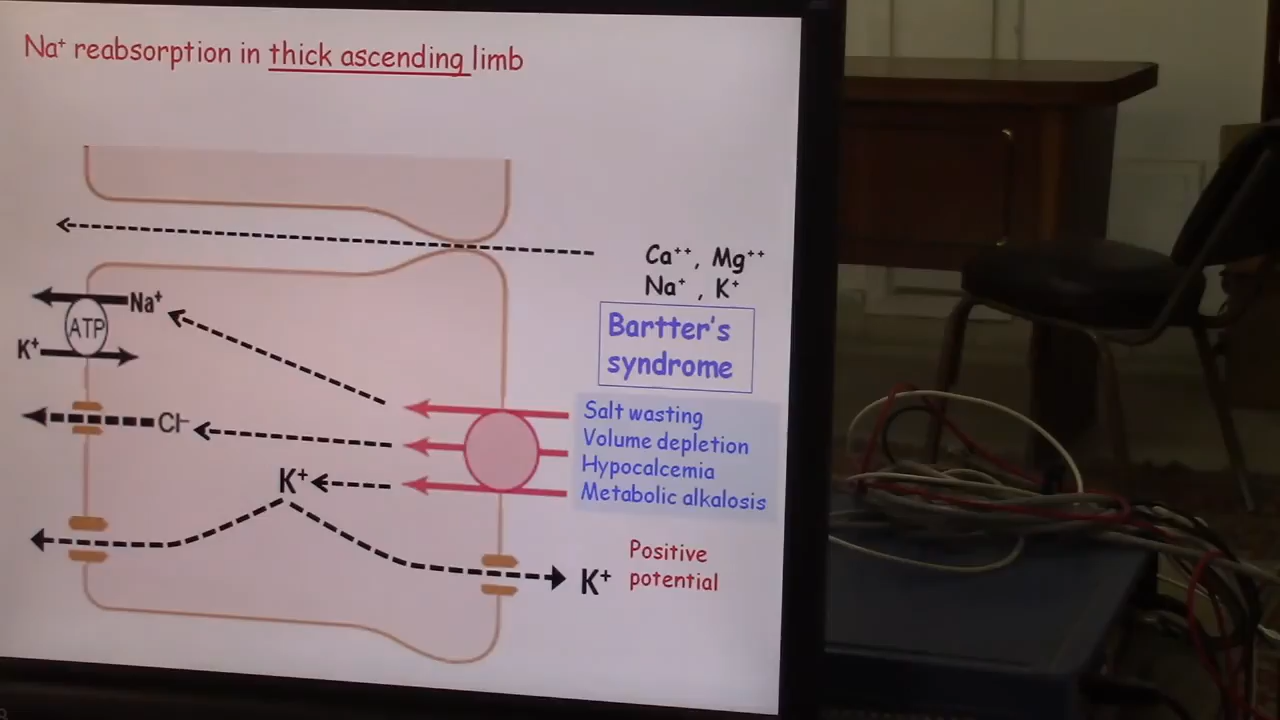 Na⁺ reabsorption in thick ascending limb
Ca⁺⁺, Mg⁺⁺
Na⁺ , K⁺
Na⁺
ATP
K⁺
Bartter's
syndrome
Salt wasting
Cl⁻
Volume depletion
Hypocalcemia
K⁺
Metabolic alkalosis
Positive
K⁺
potential